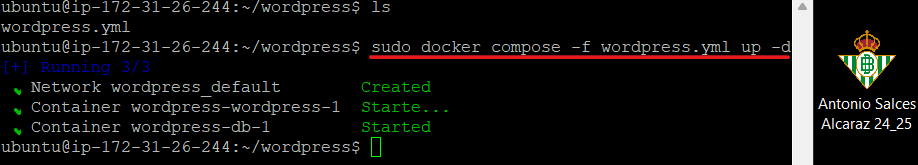 ubuntu@ip-172-31-26-244:~/wordpress$ ls
wordpress.yml
ubuntu@ip-172-31-26-244:~/wordpress$ sudo docker compose -f wordpress.yml up -d
[+] Running 3/3
✔ Network wordpress_default Created
✔ Container wordpress-wordpress-1 Starte...
✔ Container wordpress-db-1 Started
ubuntu@ip-172-31-26-244:~/wordpress$
Antonio Salces
Alcaraz 24_25